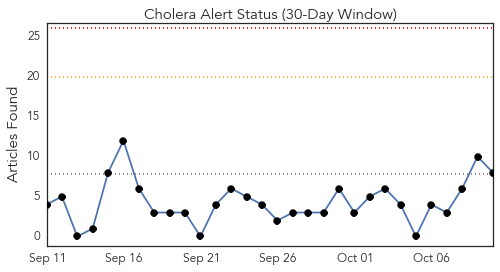 Cholera Alert Status (30-Day Window)
Articles Found
25
20
15
10
5
0
Sep 11 Sep 16 Sep 21 Sep 26 Oct 01 Oct 06